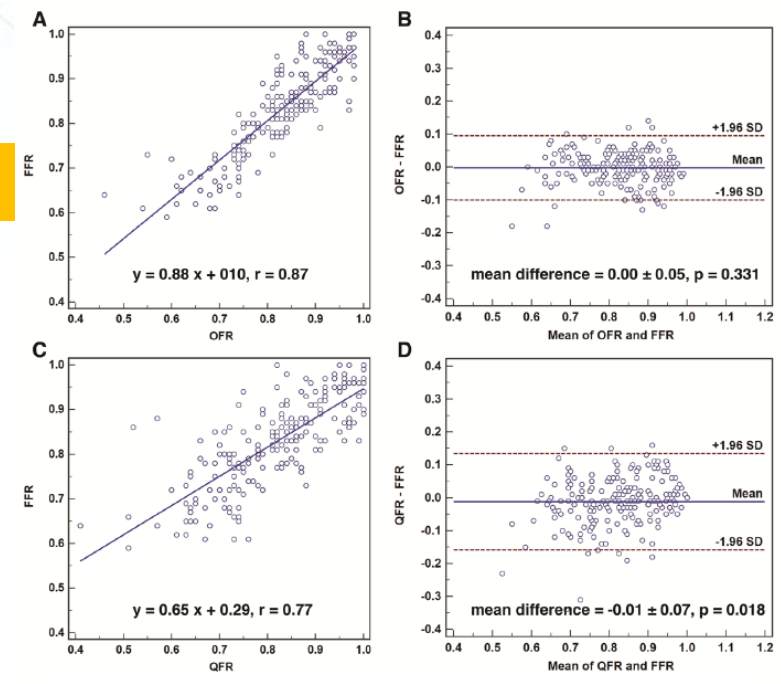 A
1.0
0.9
0.8
0.7
0.6
0.5
0.4
FFR
y = 0.88 x + 010, r = 0.87
0.4 0.5 0.6 0.7 0.8 0.9 1.0
OFR
B
0.4
0.3
0.2
0.1
0.0
-0.1
-0.2
-0.3
-0.4
OFR - FFR
+1.96 SD
Mean
-1.96 SD
mean difference = 0.00 ± 0.05, p = 0.331
0.4 0.5 0.6 0.7 0.8 0.9 1.0 1.1 1.2
Mean of OFR and FFR
C
1.0
0.9
0.8
0.7
0.6
0.5
0.4
FFR
y = 0.65 x + 0.29, r = 0.77
0.4 0.5 0.6 0.7 0.8 0.9 1.0
QFR
D
0.4
0.3
0.2
0.1
0.0
-0.1
-0.2
-0.3
-0.4
QFR - FFR
+1.96 SD
Mean
-1.96 SD
mean difference = -0.01 ± 0.07, p = 0.018
0.4 0.5 0.6 0.7 0.8 0.9 1.0 1.1 1.2
Mean of QFR and FFR